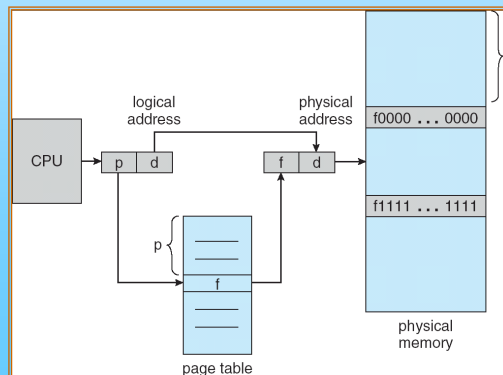 logical
address
physical
address
f0000 ... 0000
CPU
p d
f d
f1111 ... 1111
p
f
physical
memory
page table